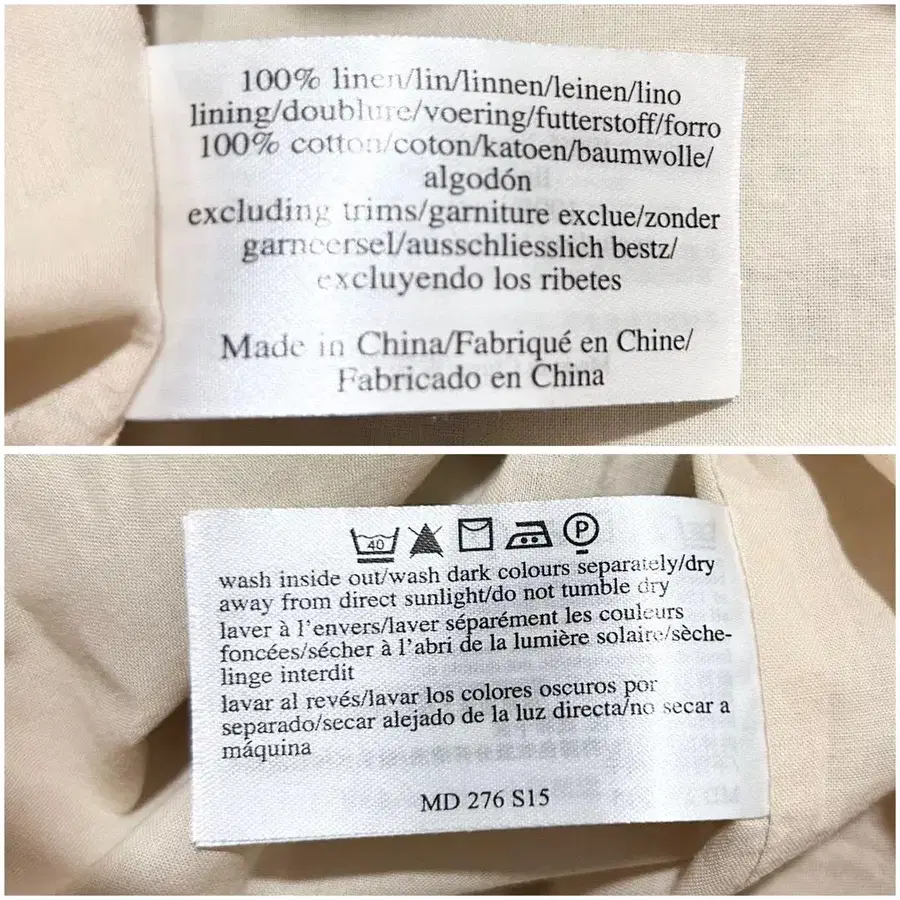 100% linen/lin/linnen/leinen/lino
lining/doublure/voering/futterstoff/forro
100% cotton/coton/katoen/baumwolle/
algodón
excluding trims/garniture exclue/zonder
garneersel/ausschliesslich bestz/
excluyendo los ribetes
Made in China/Fabriqué en Chine/
Fabricado en China
40 P
wash inside out/wash dark colours separately/dry
away from direct sunlight/do not tumble dry
laver à l'envers/laver séparément les couleurs
foncées/sécher à l'abri de la lumière solaire/sèche-
linge interdit
lavar al revés/lavar los colores oscuros por
separado/secar alejado de la luz directa/no secar a
máquina
MD 276 S15